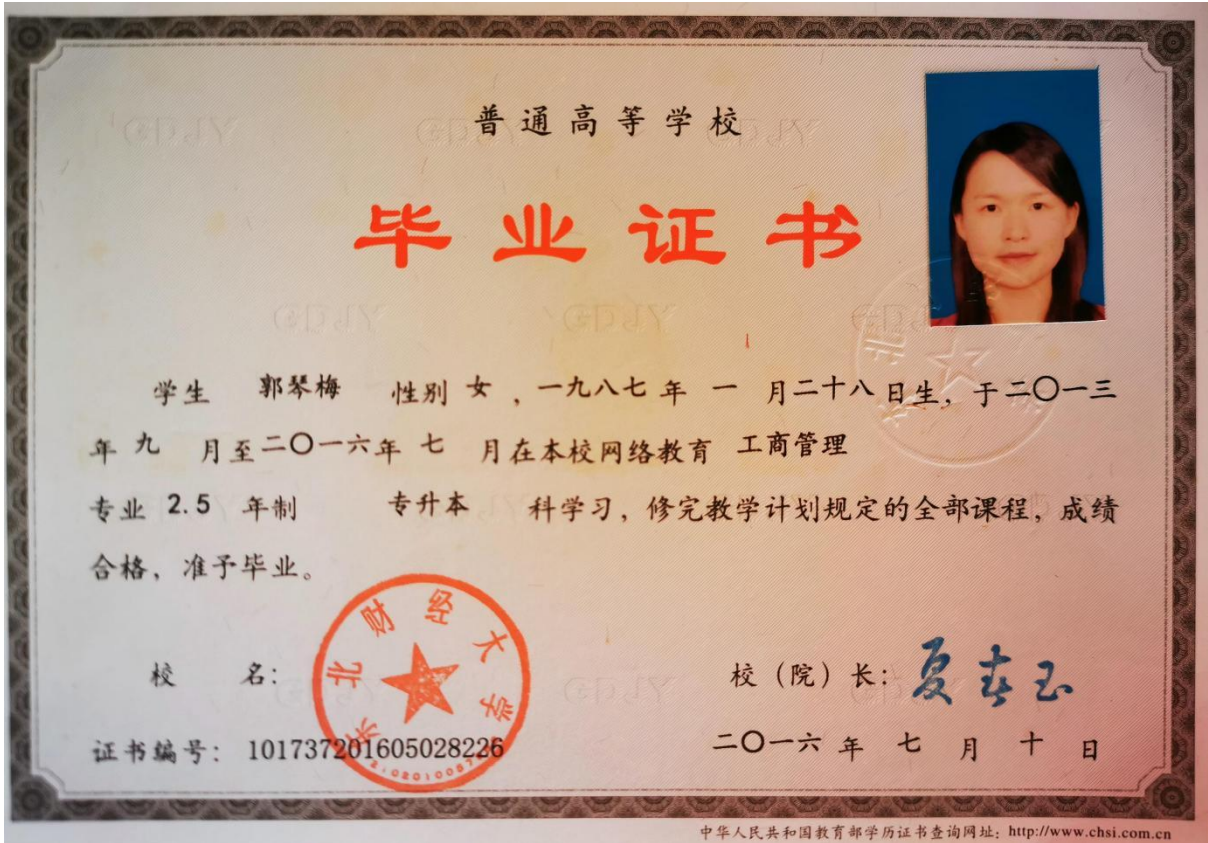 普通高等学校
毕业证书
学生 郭琴梅 性别 女，一九八七年 一 月二十八日生，于二〇一三
年 九 月至二〇一六年 七 月在本校网络教育 工商管理
专业 2.5 年制 专升本 科学习，修完教学计划规定的全部课程，成绩
合格，准予毕业。
东北财经大学
校 名：
校（院）长：夏春玉
证书编号：101737201605028226
二〇一六 年 七 月 十 日
中华人民共和国教育部学历证书查询网址：http://www.chsi.com.cn